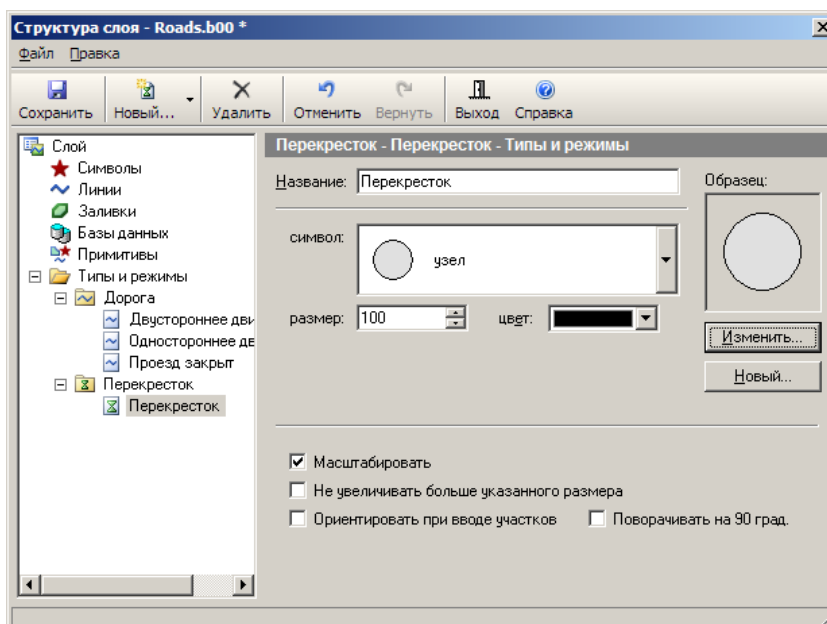 Структура слоя - Roads.b00 *
Файл Правка
Сохранить Новый... Удалить Отменить Вернуть Выход Справка
Слой
Символы
Линии
Заливки
Базы данных
Примитивы
Типы и режимы
Дорога
Двустороннее дви
Одностороннее де
Проезд закрыт
Перекресток
Перекресток
Перекресток - Перекресток - Типы и режимы
Название: Перекресток
Образец:
символ: узел
размер: 100 цвет:
Изменить...
Новый...
Масштабировать
Не увеличивать больше указанного размера
Ориентировать при вводе участков Поворачивать на 90 град.